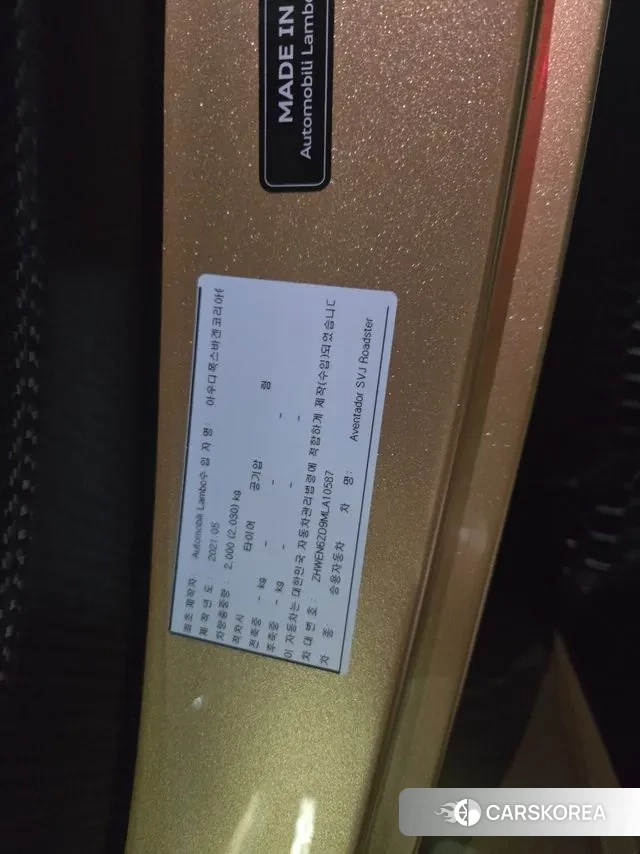 MADE IN
Automobili Lamb
최초 제작자 Automobili Lambo 수 입 자 명 : 아우디폭스바겐코리아(
제 작 년 도 : 2021.05
차량총중량 : 2,000 (2,030) kg
적차시 타이어 공기압 림
전축중 - kg - - -
후축중 - kg - - -
이 자동차는 대한민국 자동차관리법령에 적합하게 제작(수입)되었습니다
차 대 번 호 : ZHWEN6ZD9MLA10587
차 종: 승용자동차 차 명: Aventador SVJ Roadster
CARSKOREA